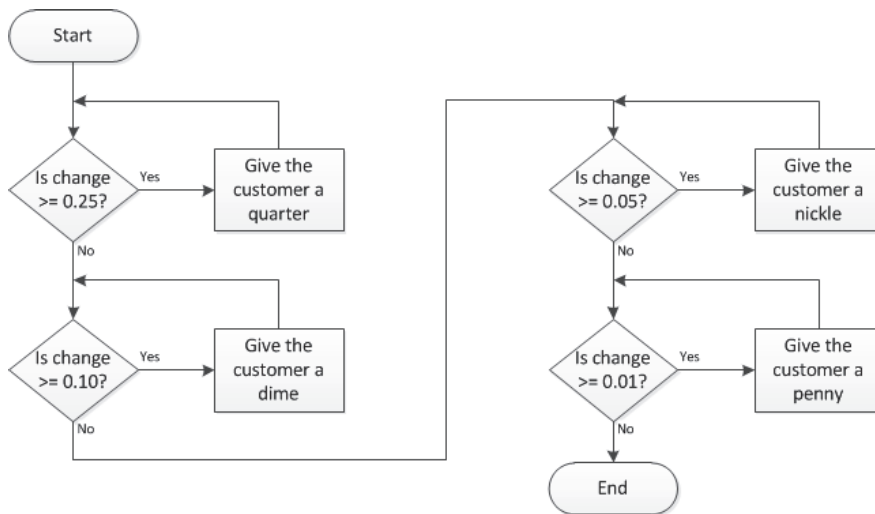 Start
Is change
>= 0.25?
Yes
Give the
customer a
quarter
No
Is change
>= 0.10?
Yes
Give the
customer a
dime
No
Is change
>= 0.05?
Yes
Give the
customer a
nickle
No
Is change
>= 0.01?
Yes
Give the
customer a
penny
No
End